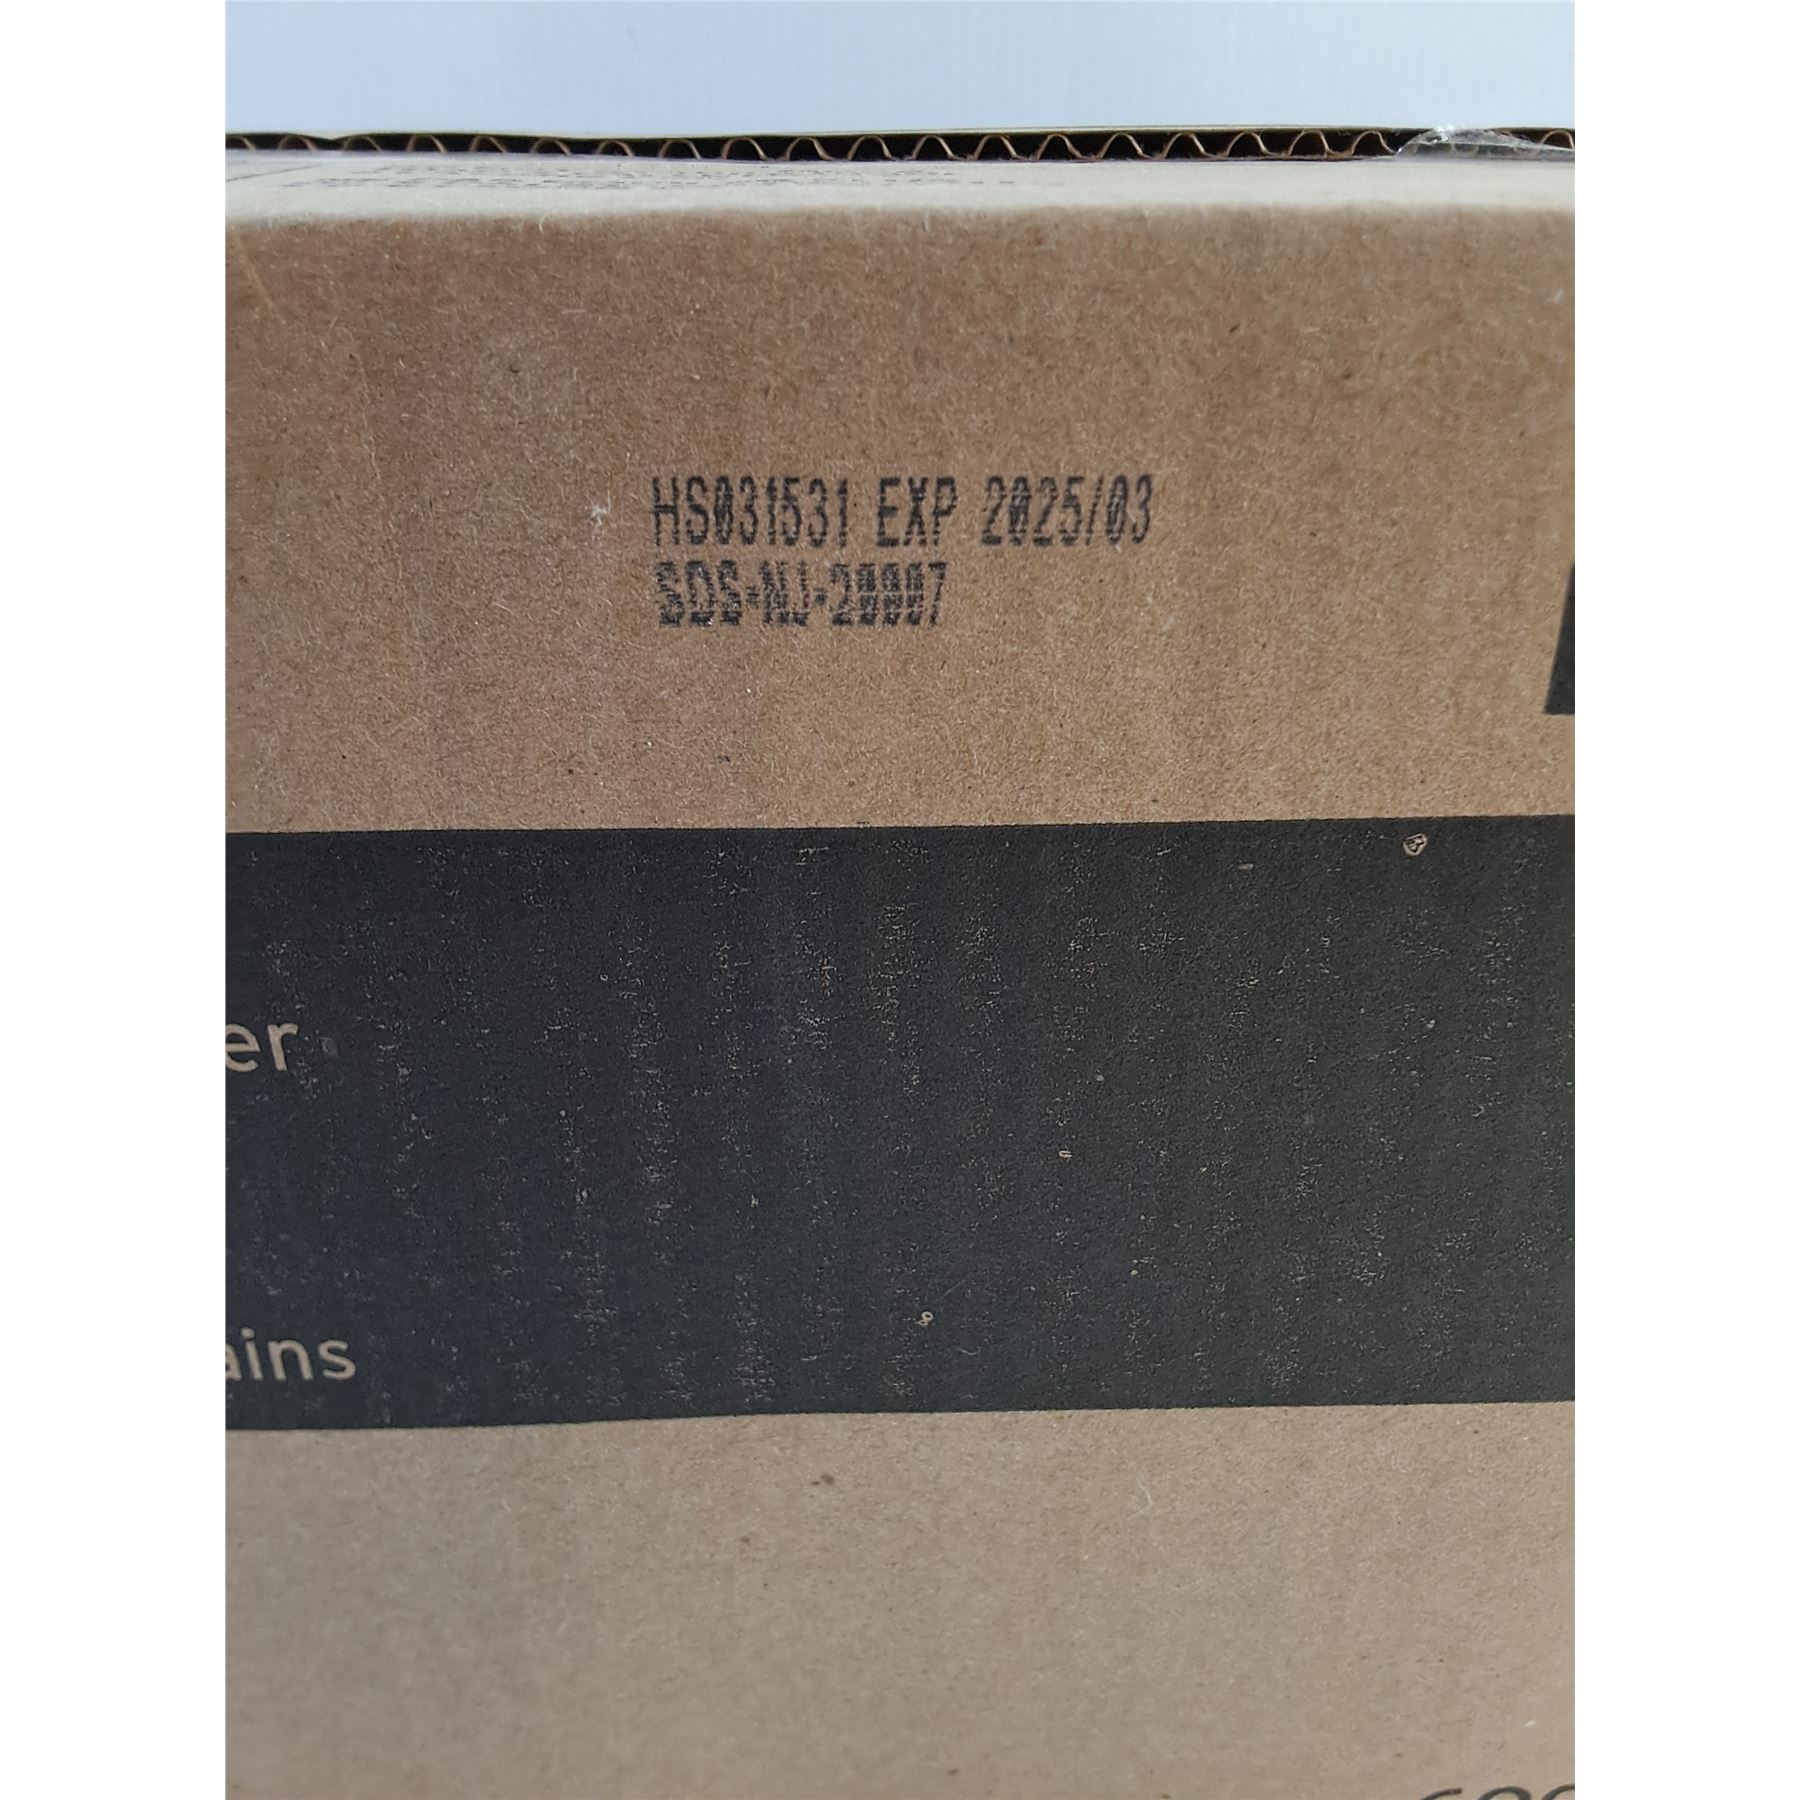 HS031531 EXP 2025/03
SDS-NJ-20007
er
ains